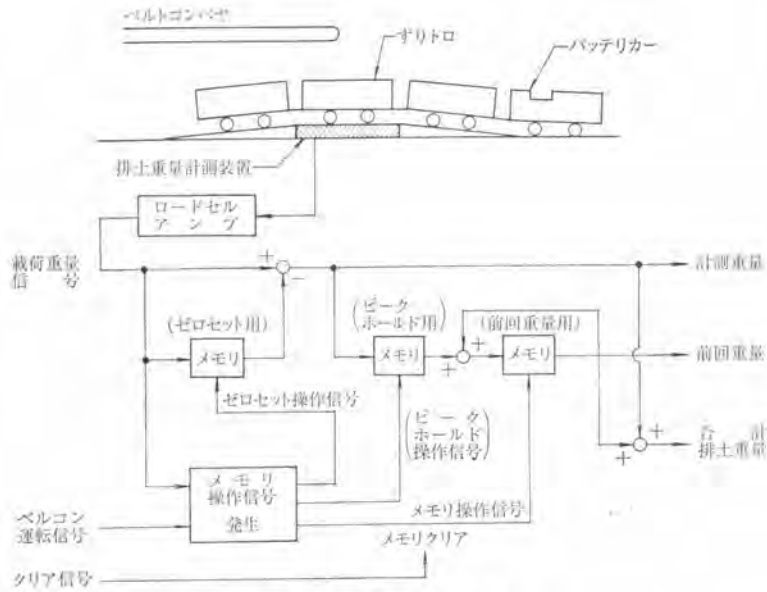 ベルトコンベヤ
ずりトロ
バッテリカー
排土重量計測装置
ロードセル
アンプ
載荷重量
信号
計測重量
(ゼロセット用)
(ピーク
ホールド用)
(前回重量用)
メモリ
メモリ
メモリ
前回重量
ゼロセット操作信号
(ピーク
ホールド
操作信号)
合計
排土重量
メモリ
操作信号
発生
ベルコン
運転信号
メモリ操作信号
メモリクリア
クリア信号